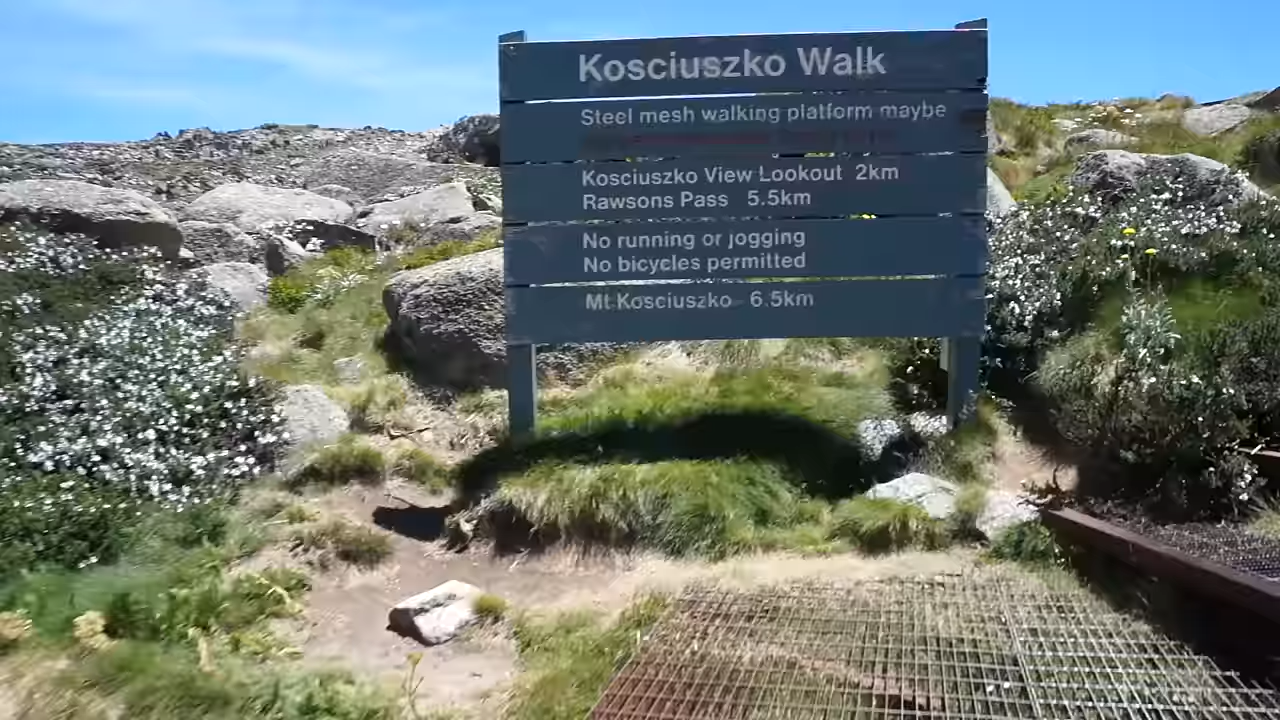 Kosciuszko Walk
Steel mesh walking platform maybe
Kosciuszko View Lookout 2km
Rawsons Pass 5.5km
No running or jogging
No bicycles permitted
Mt Kosciuszko 6.5km